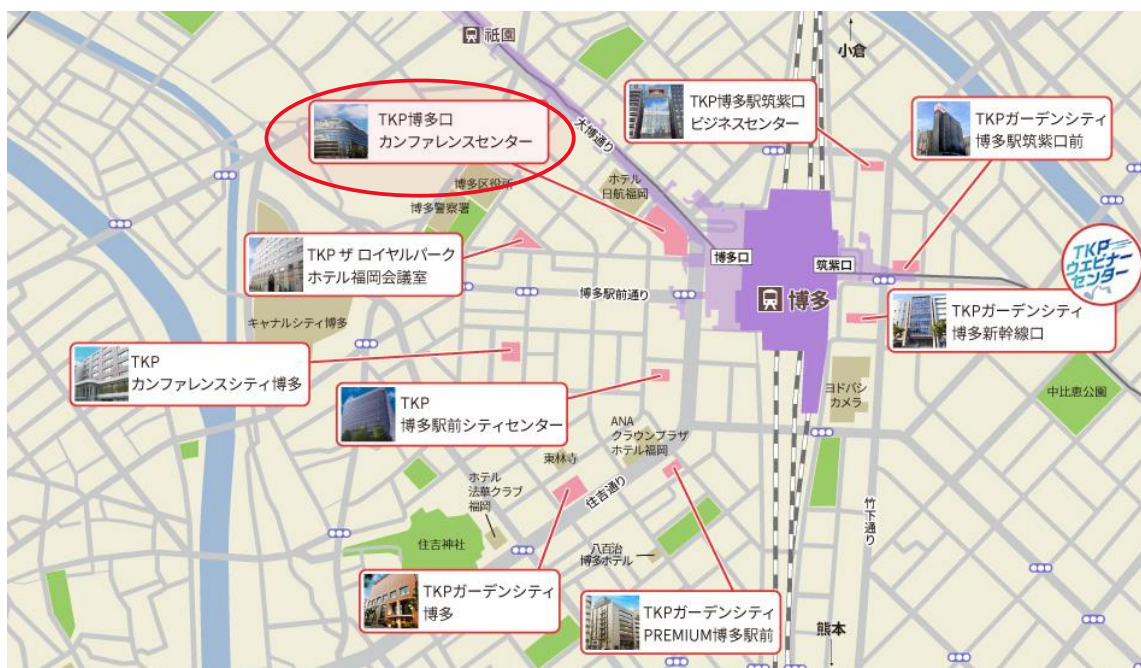 祇園
小倉
TKP博多口
カンファレンスセンター
大博通り
TKP博多駅筑紫口
ビジネスセンター
TKPガーデンシティ
博多駅筑紫口前
博多区役所
博多警察署
ホテル
日航福岡
TKP ザ ロイヤルパーク
ホテル福岡会議室
博多口
筑紫口
TKP
ウエビナー
センター
博多駅前通り
博多
TKPガーデンシティ
博多新幹線口
キャナルシティ博多
TKP
カンファレンスシティ博多
TKP
博多駅前シティセンター
ヨドバシ
カメラ
中比恵公園
ANA
クラウンプラザ
ホテル福岡
東林寺
ホテル
法華クラブ
福岡
住吉通り
竹下通り
住吉神社
八百治
博多ホテル
TKPガーデンシティ
博多
TKPガーデンシティ
PREMIUM博多駅前
熊本